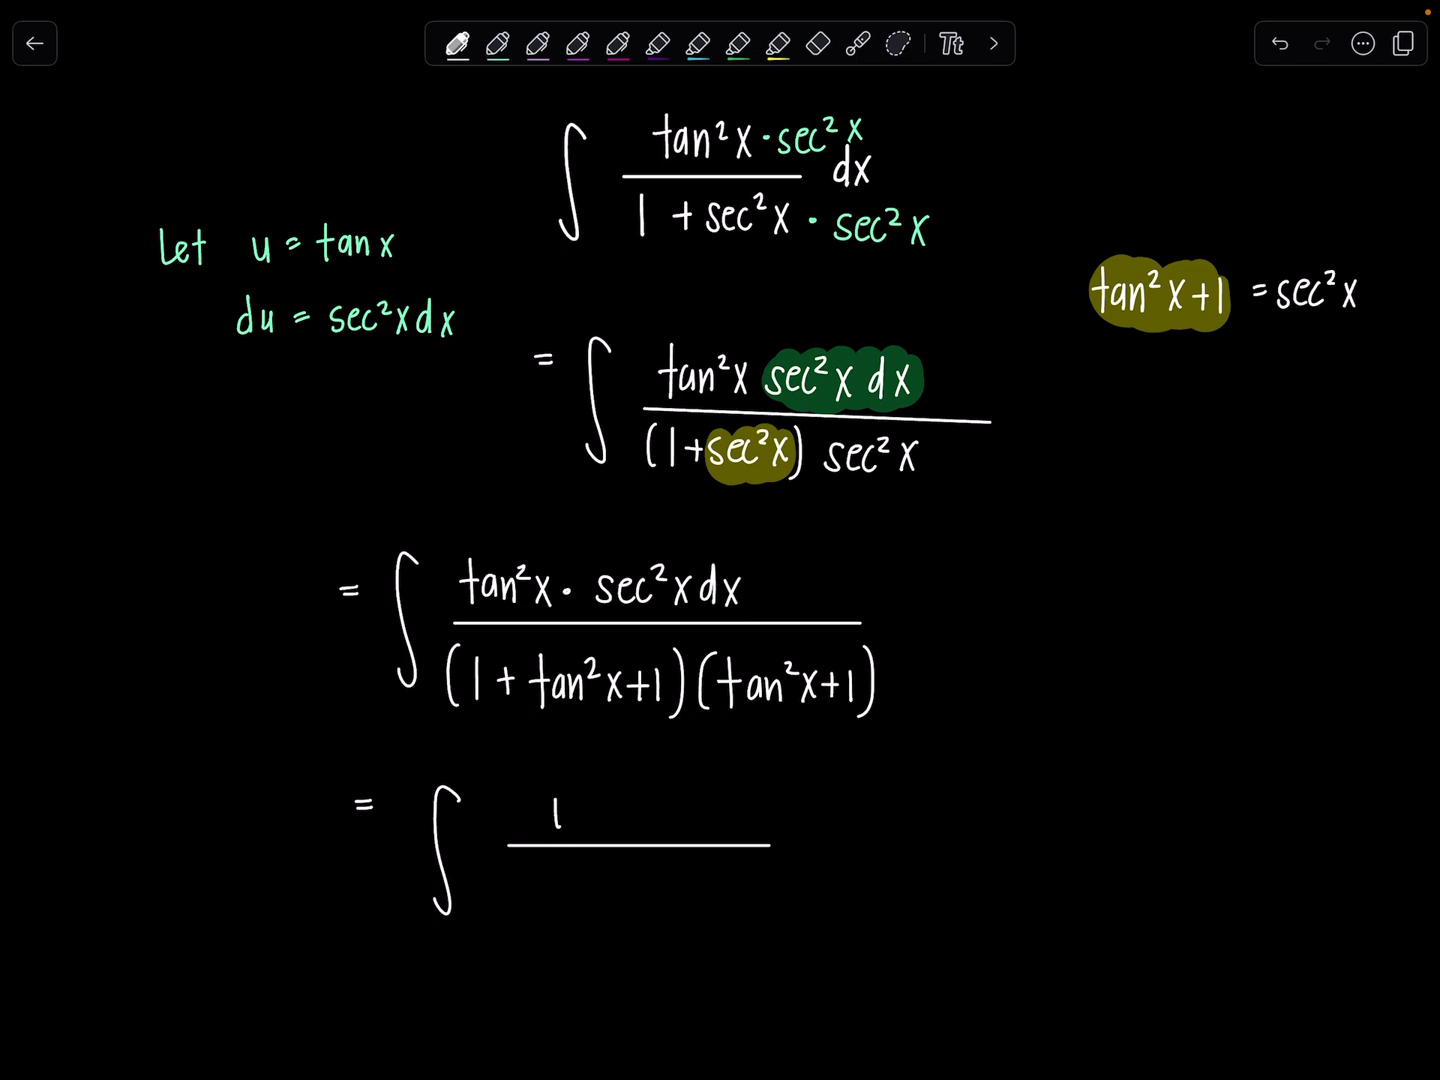 Tt
∫ tan²x · sec²x / 1 + sec²x · sec²x dx
Let u = tan x
du = sec²x dx
tan²x+1 = sec²x
= ∫ tan²x sec²x dx / (1+sec²x) sec²x
= ∫ tan²x · sec²x dx / (1 + tan²x+1)(tan²x+1)
= ∫ 1